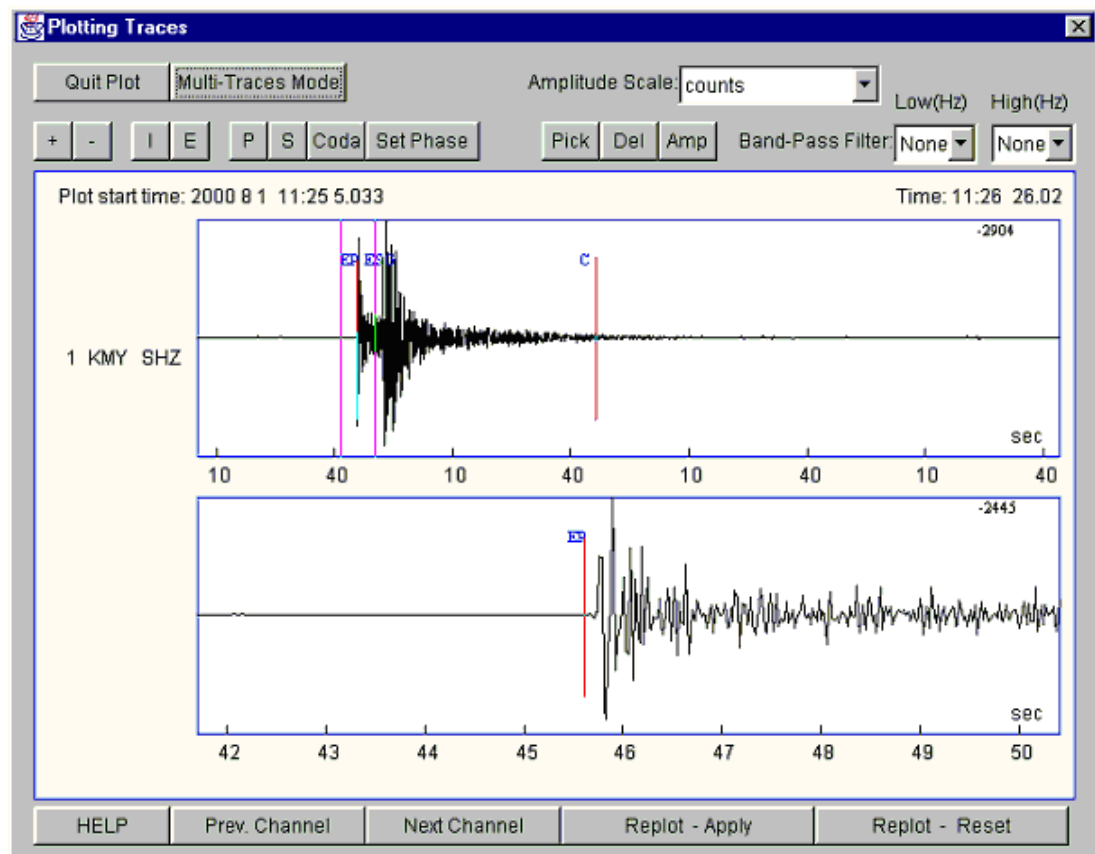 Plotting Traces
Quit Plot Multi-Traces Mode Amplitude Scale: counts
Low(Hz) High(Hz)
+ - I E P S Coda Set Phase Pick Del Amp Band-Pass Filter: None None
Plot start time: 2000 8 1 11:25 5.033 Time: 11:26 26.02
-2904
EP ES C
1 KMY SHZ
sec
10 40 10 40 10 40 10 40
-2445
EP
sec
42 43 44 45 46 47 48 49 50
HELP Prev. Channel Next Channel Replot - Apply Replot - Reset